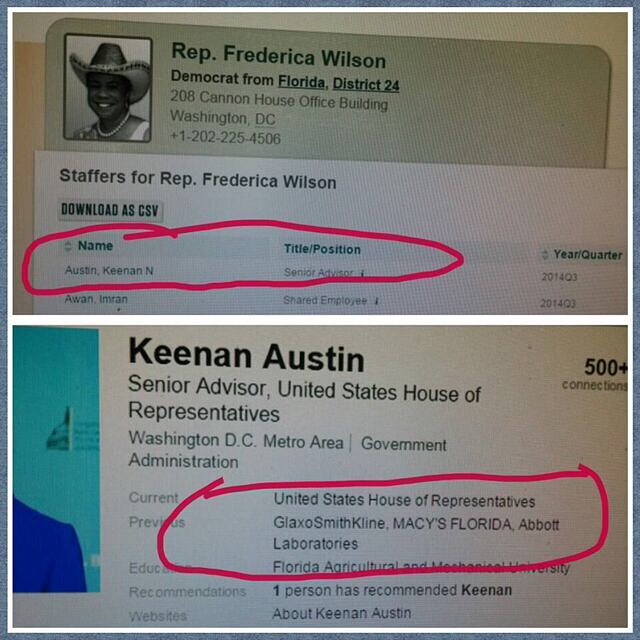 Rep. Frederica Wilson
Democrat from Florida, District 24
208 Cannon House Office Building
Washington, DC
+1-202-225-4506
Staffers for Rep. Frederica Wilson
DOWNLOAD AS CSV
Name Title/Position Year/Quarter
Austin, Keenan N Senior Advisor i 2014Q3
Awan, Imran Shared Employee i 2014Q3
Keenan Austin
500+
connections
Senior Advisor, United States House of
Representatives
Washington D.C. Metro Area | Government
Administration
Current United States House of Representatives
Previous GlaxoSmithKline, MACY'S FLORIDA, Abbott
Laboratories
Florida Agricultural and Mechanical University
Recommendations 1 person has recommended Keenan
Websites About Keenan Austin